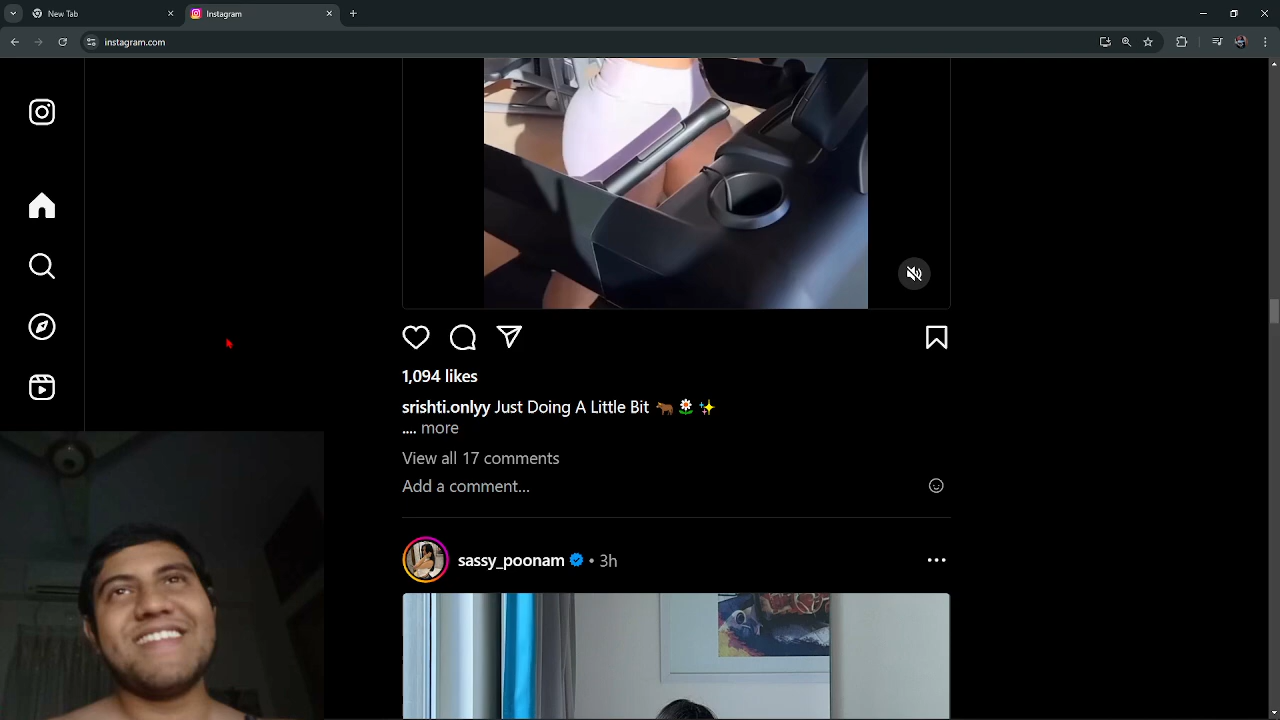 New Tab
Instagram
instagram.com
1,094 likes
srishti.onlyy Just Doing A Little Bit 🐂🌼✨
.... more
View all 17 comments
Add a comment...
sassy_poonam • 3h